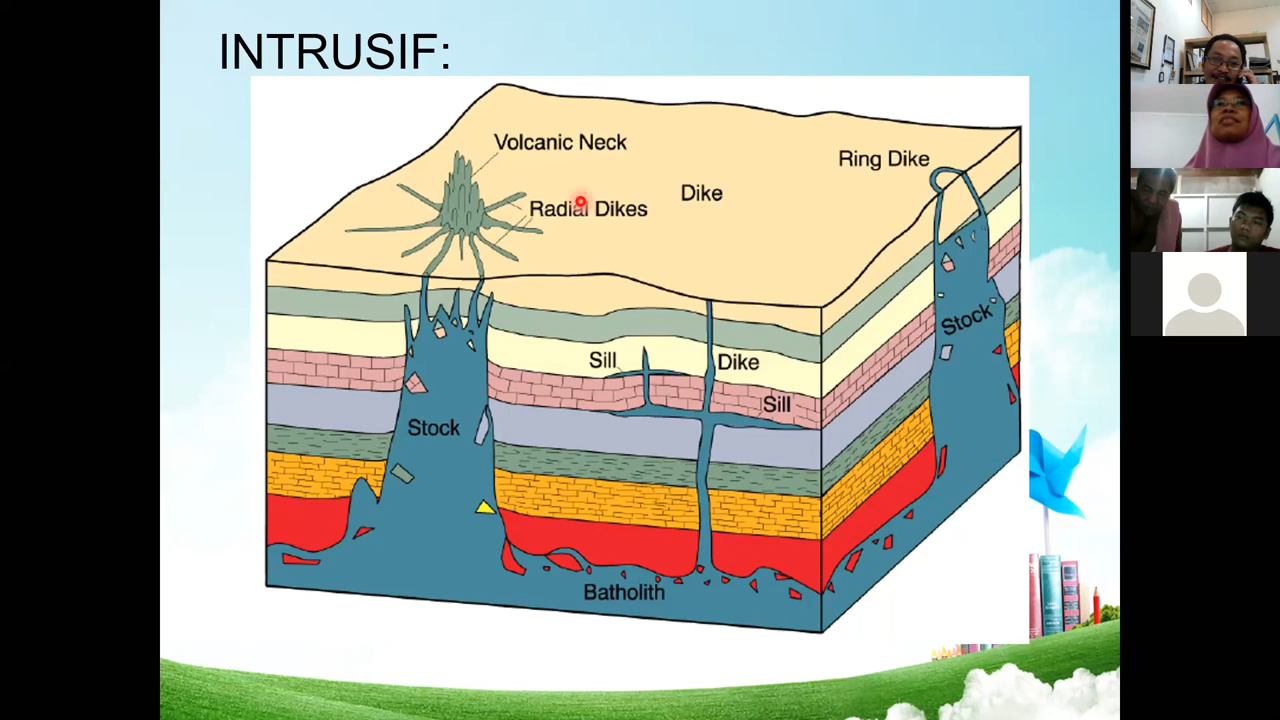 INTRUSIF:
Volcanic Neck
Ring Dike
Dike
Radial Dikes
Stock
Sill
Dike
Sill
Stock
Batholith